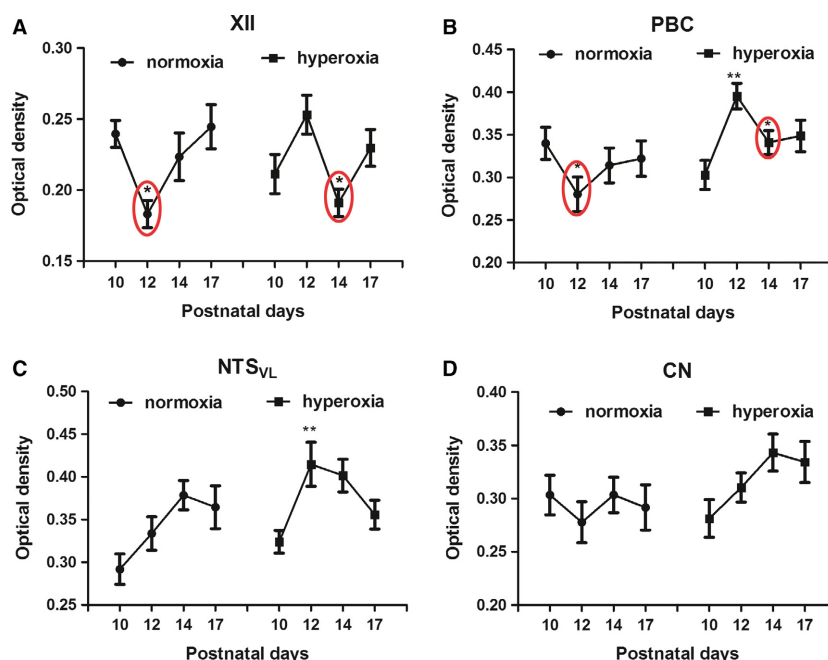 A XII
normoxia hyperoxia
Optical density
0.30
0.25
0.20
0.15
* *
10 12 14 17 10 12 14 17
Postnatal days
B PBC
normoxia hyperoxia
Optical density
0.45
0.40
0.35
0.30
0.25
0.20
* ** *
10 12 14 17 10 12 14 17
Postnatal days
C NTSVL
normoxia hyperoxia
Optical density
0.50
0.45
0.40
0.35
0.30
0.25
**
10 12 14 17 10 12 14 17
Postnatal days
D CN
normoxia hyperoxia
Optical density
0.40
0.35
0.30
0.25
0.20
10 12 14 17 10 12 14 17
Postnatal days